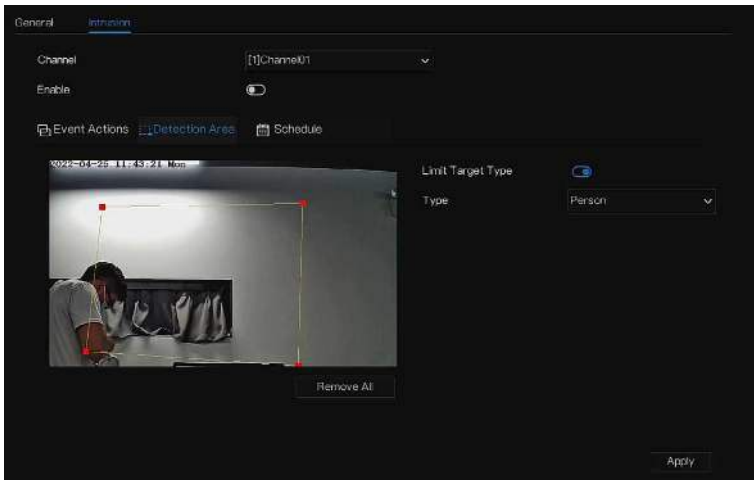 General Intrusion
Channel [1]Channel01
Enable
Event Actions Detection Area Schedule
2022-04-25 11:43:21 Mon
Limit Target Type
Type Person
Remove All
Apply